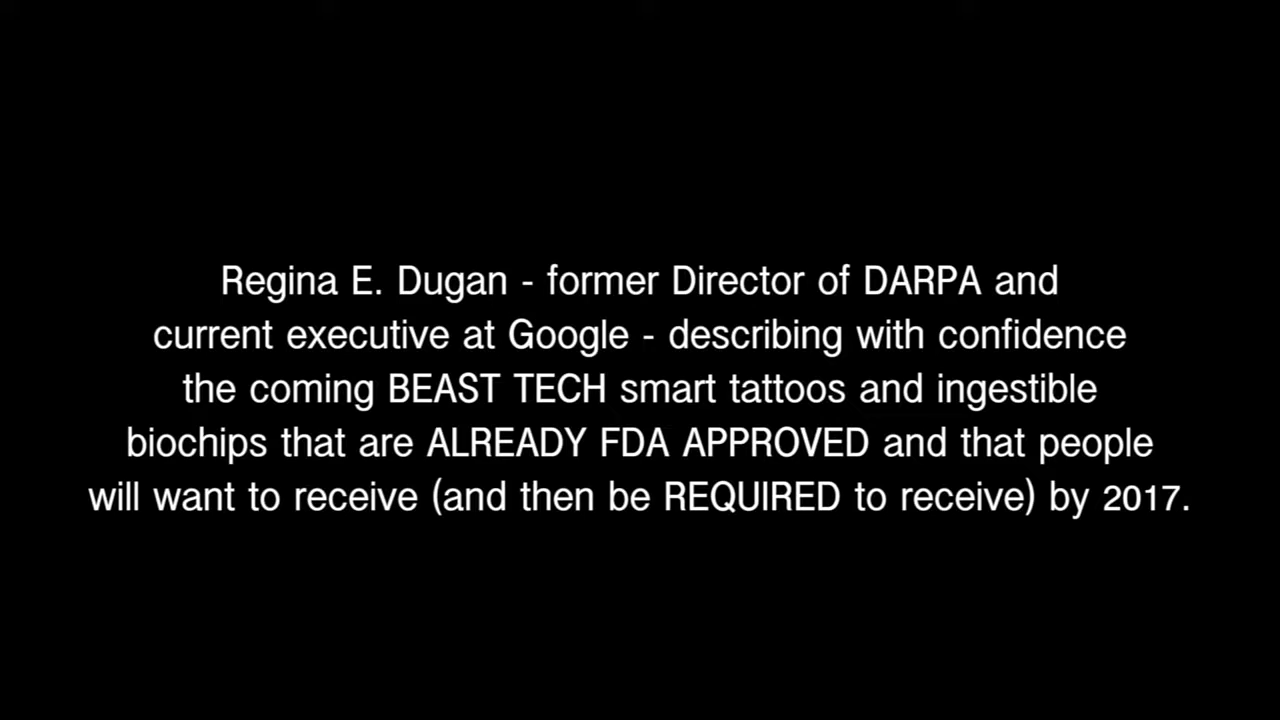 Regina E. Dugan - former Director of DARPA and
current executive at Google - describing with confidence
the coming BEAST TECH smart tattoos and ingestible
biochips that are ALREADY FDA APPROVED and that people
will want to receive (and then be REQUIRED to receive) by 2017.